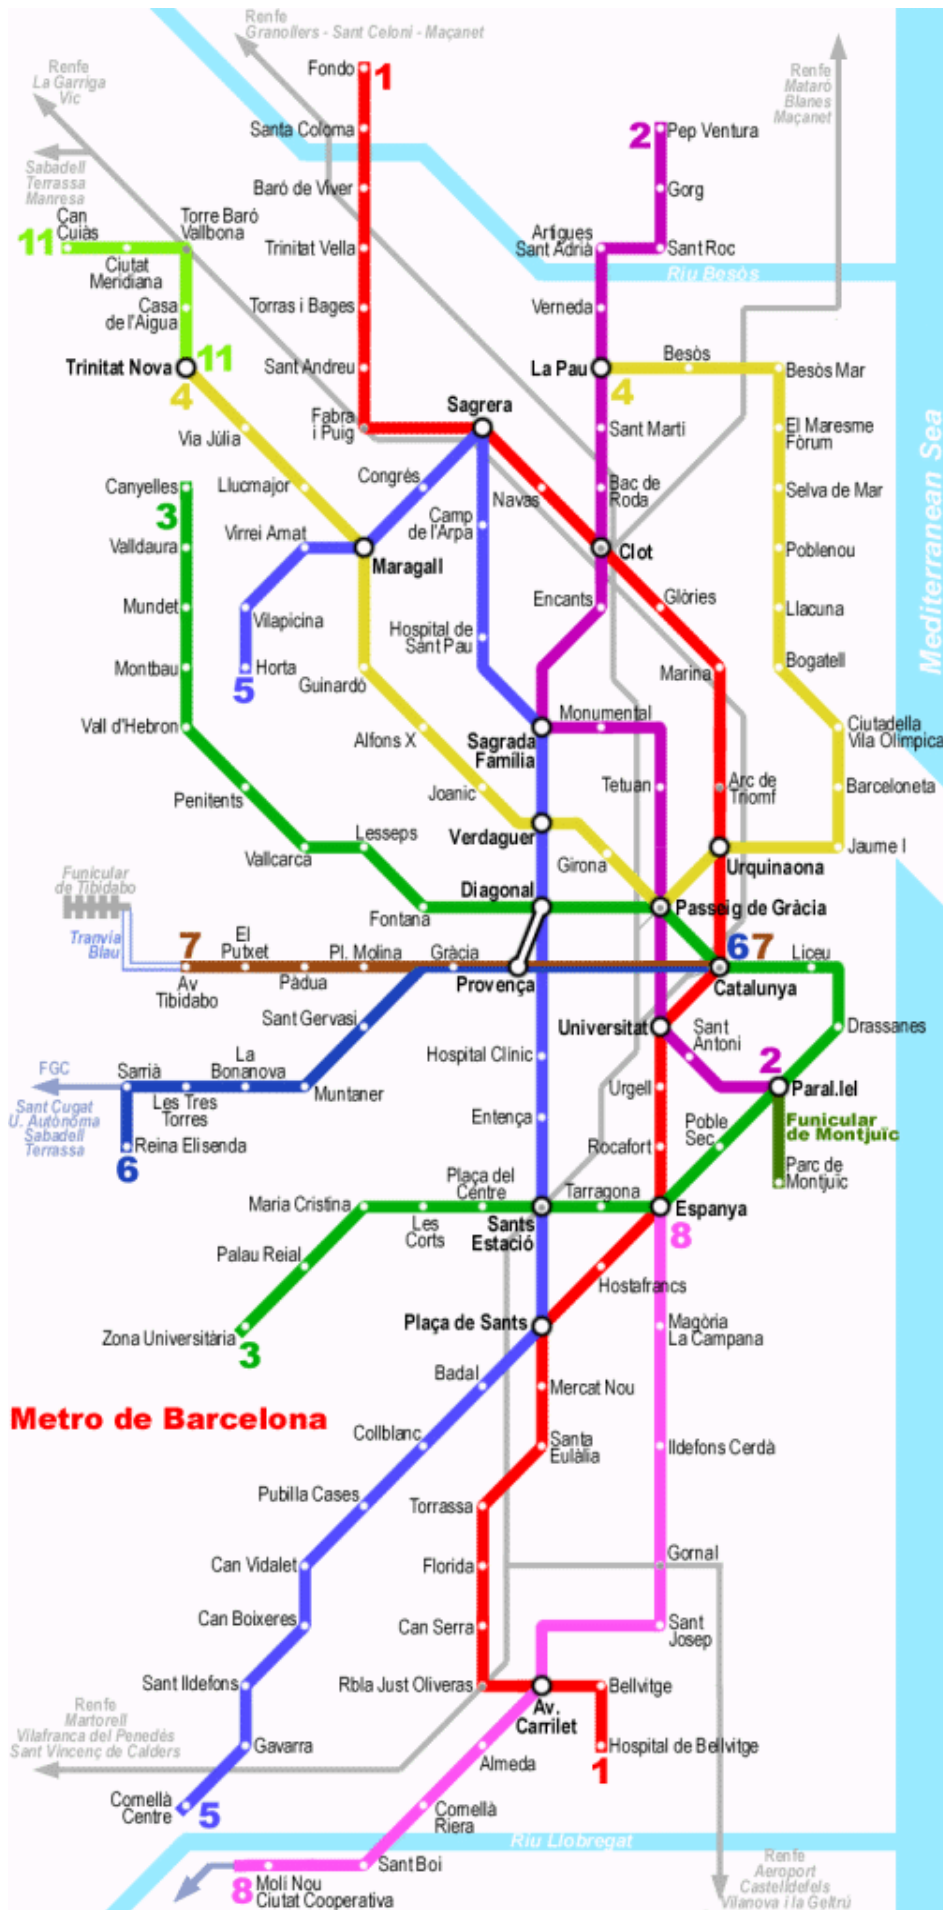 Renfe
Granollers - Sant Celoni - Maçanet
Renfe
La Garriga
Vic
Sabadell
Terrassa
Manresa
Renfe
Mataró
Blanes
Maçanet
Fondo
1
Santa Coloma
Baró de Viver
Trinitat Vella
Torras i Bages
Sant Andreu
Fabra
i Puig
Sagrera
2
Pep Ventura
Gorg
Sant Roc
Artigues
Sant Adrià
Riu Besòs
Verneda
La Pau
4
Besòs
Besòs Mar
El Maresme
Fòrum
Selva de Mar
Poblenou
Llacuna
Bogatell
Ciutadella
Vila Olímpica
Barceloneta
Jaume I
Mediterranean Sea
11
Can
Cuiàs
Ciutat
Meridiana
Torre Baró
Vallbona
Casa
de l'Aigua
Trinitat Nova
11
4
Via Júlia
Llucmajor
Maragall
Congrés
Camp
de l'Arpa
Navas
Sant Martí
Bac de
Roda
Clot
Encants
Glòries
Marina
Canyelles
3
Valldaura
Mundet
Montbau
Vall d'Hebron
Penitents
Vallcarca
Lesseps
Fontana
Virrei Amat
Vilapicina
Horta
5
Guinardó
Alfons X
Joanic
Hospital de
Sant Pau
Sagrada
Família
Monumental
Tetuan
Arc de
Triomf
Verdaguer
Girona
Urquinaona
Diagonal
Passeig de Gràcia
Funicular
de Tibidabo
Tranvía
Blau
7
Av
Tibidabo
El
Putxet
Pàdua
Pl. Molina
Gràcia
Provença
6 7
Catalunya
Liceu
Drassanes
Sant Gervasi
Muntaner
La
Bonanova
Les Tres
Torres
Sarrià
Reina Elisenda
6
FGC
Sant Cugat
U. Autònoma
Sabadell
Terrassa
Universitat
Sant
Antoni
2
Paral.lel
Funicular
de Montjuïc
Parc de
Montjuïc
Hospital Clínic
Entença
Urgell
Rocafort
Poble
Sec
Maria Cristina
Les
Corts
Plaça del
Centre
Sants
Estació
Tarragona
Espanya
8
Palau Reial
Zona Universitària
3
Hostafrancs
Plaça de Sants
Magòria
La Campana
Badal
Mercat Nou
Metro de Barcelona
Collblanc
Santa
Eulàlia
Ildefons Cerdà
Pubilla Cases
Torrassa
Can Vidalet
Florida
Gornal
Can Boixeres
Can Serra
Sant
Josep
Sant Ildefons
Rbla Just Oliveras
Av.
Carrilet
Bellvitge
Renfe
Martorell
Vilafranca del Penedés
Sant Vincenç de Calders
Gavarra
Almeda
Hospital de Bellvitge
1
Cornellà
Centre
5
Cornellà
Riera
Riu Llobregat
Sant Boi
8
Molí Nou
Ciutat Cooperativa
Renfe
Aeroport
Castelldefels
Vilanova i la Geltrú